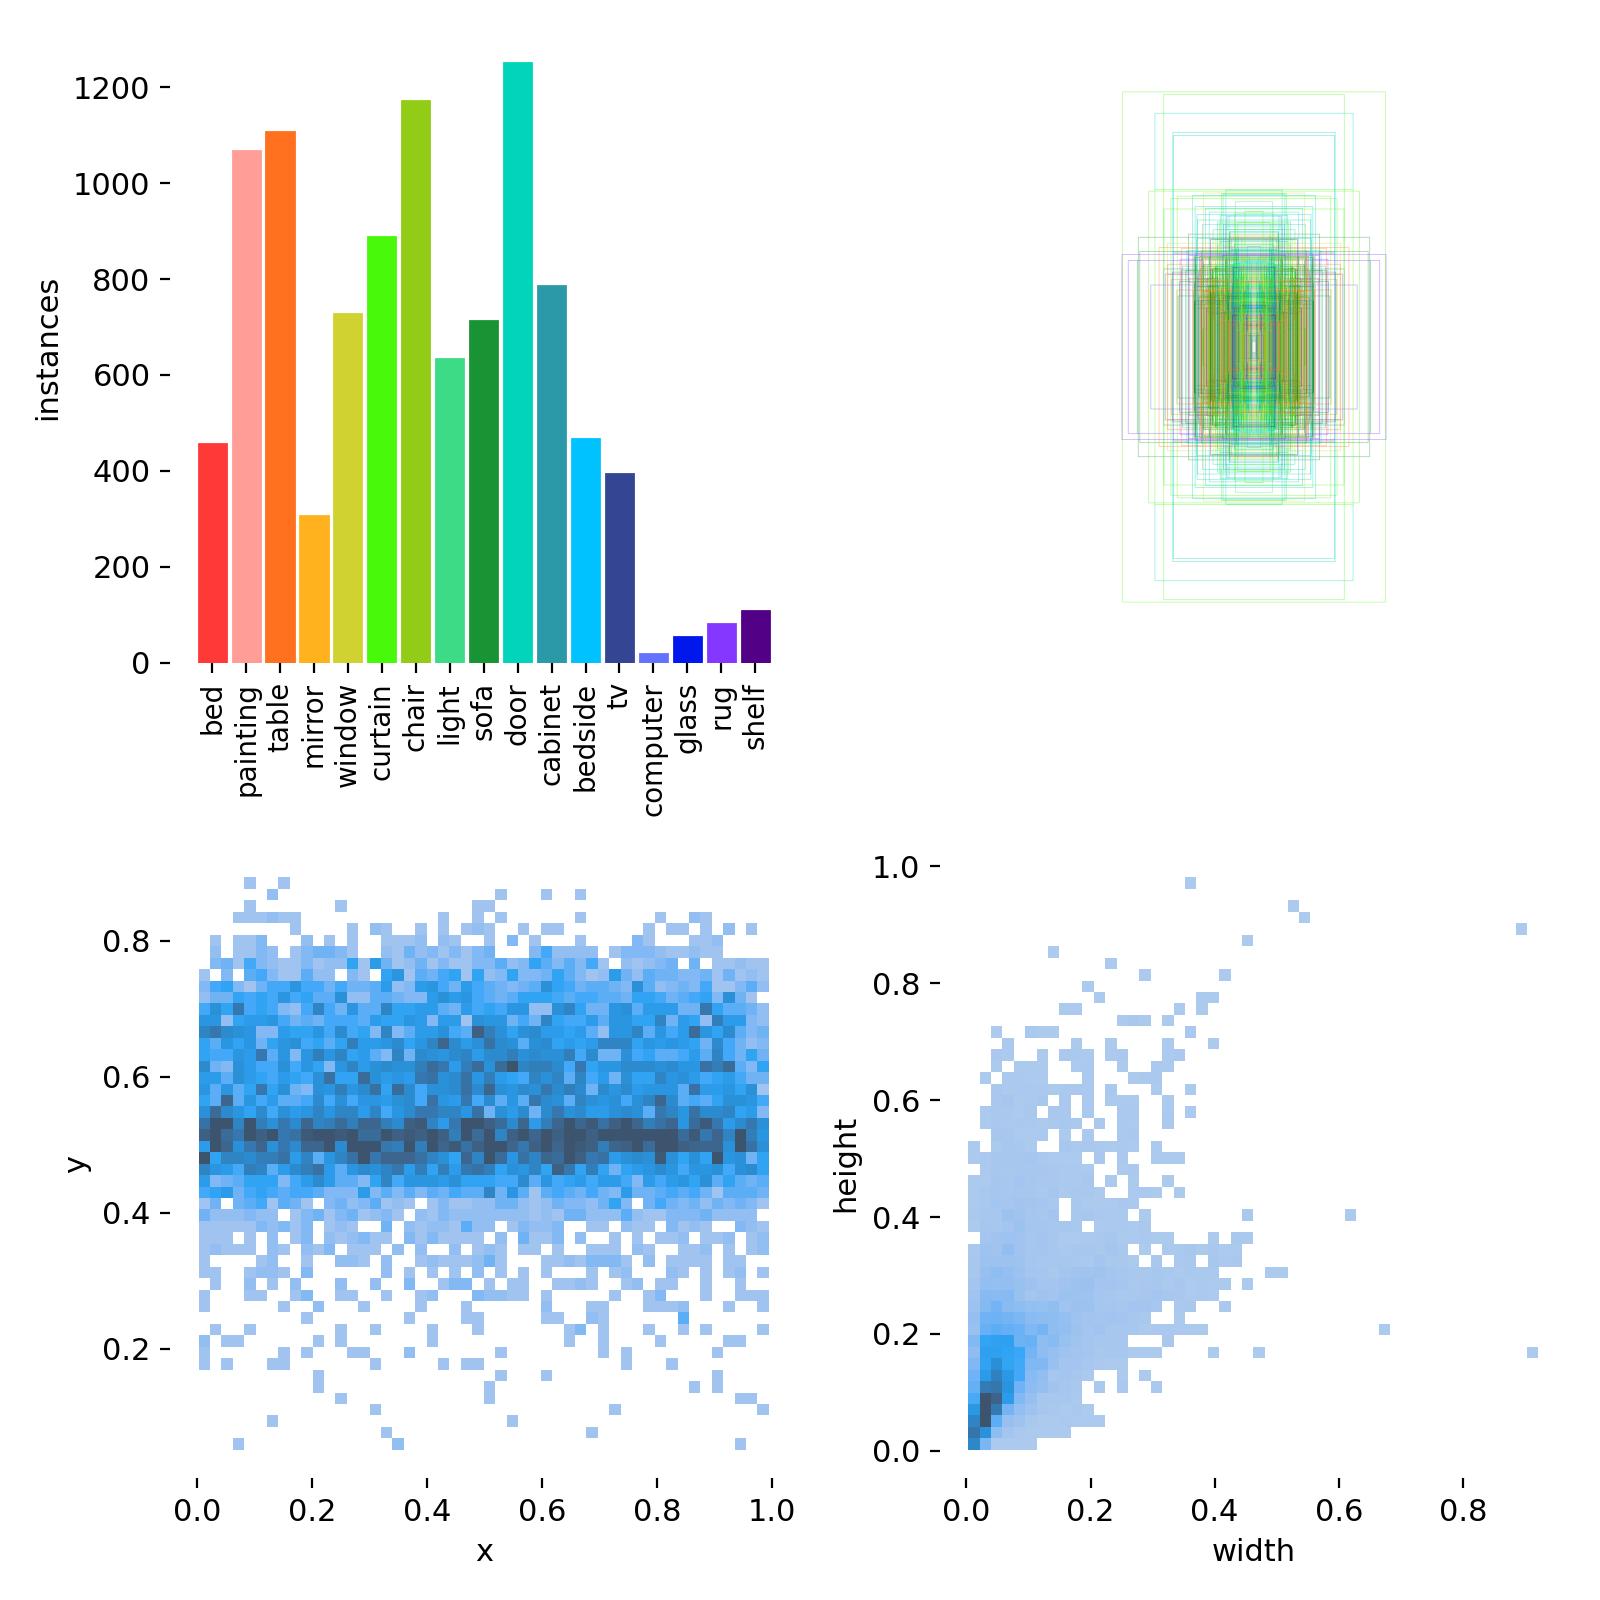 1200
1000
800
600
400
200
0
instances
bed
painting
table
mirror
window
curtain
chair
light
sofa
door
cabinet
bedside
tv
computer
glass
rug
shelf
0.8
0.6
0.4
0.2
y
0.0 0.2 0.4 0.6 0.8 1.0
x
1.0
0.8
0.6
0.4
0.2
0.0
height
0.0 0.2 0.4 0.6 0.8
width